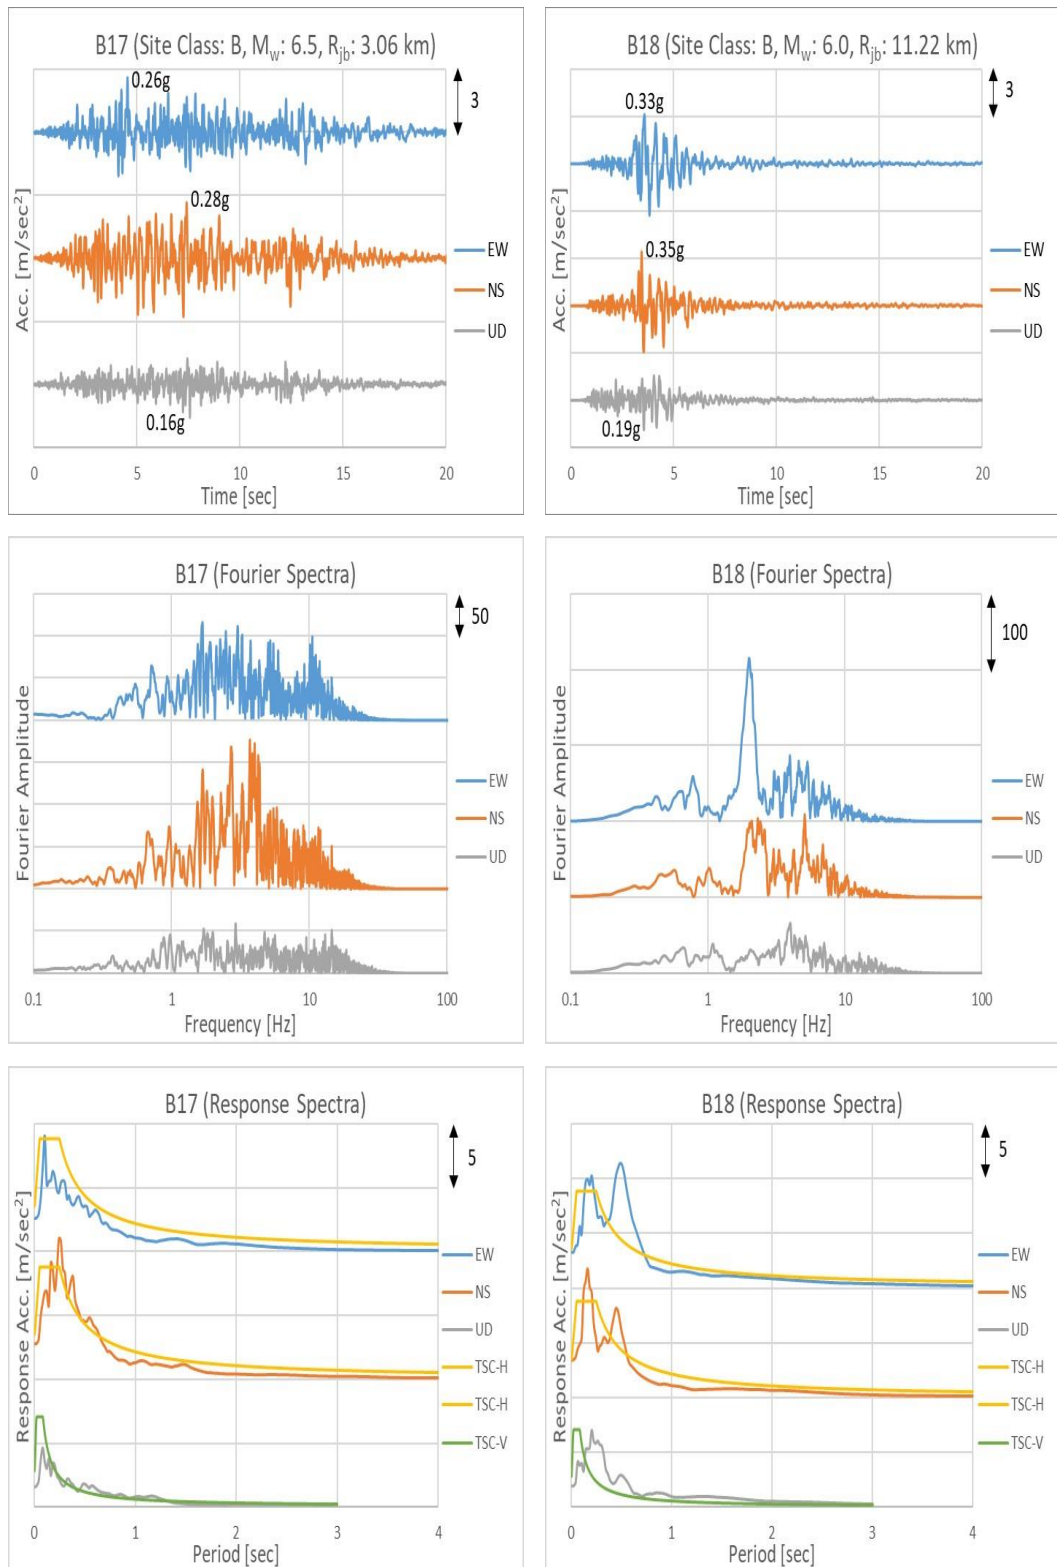 B17 (Site Class: B, M_w: 6.5, R_jb: 3.06 km)
3
0.26g
0.28g
0.16g
Acc. [m/sec²]
EW
NS
UD
0 5 10 15 20
Time [sec]
B18 (Site Class: B, M_w: 6.0, R_jb: 11.22 km)
3
0.33g
0.35g
0.19g
Acc. [m/sec²]
EW
NS
UD
0 5 10 15 20
Time [sec]
B17 (Fourier Spectra)
50
Fourier Amplitude
EW
NS
UD
0.1 1 10 100
Frequency [Hz]
B18 (Fourier Spectra)
100
Fourier Amplitude
EW
NS
UD
0.1 1 10 100
Frequency [Hz]
B17 (Response Spectra)
5
Response Acc. [m/sec²]
EW
NS
UD
TSC-H
TSC-H
TSC-V
0 1 2 3 4
Period [sec]
B18 (Response Spectra)
5
Response Acc. [m/sec²]
EW
NS
UD
TSC-H
TSC-H
TSC-V
0 1 2 3 4
Period [sec]